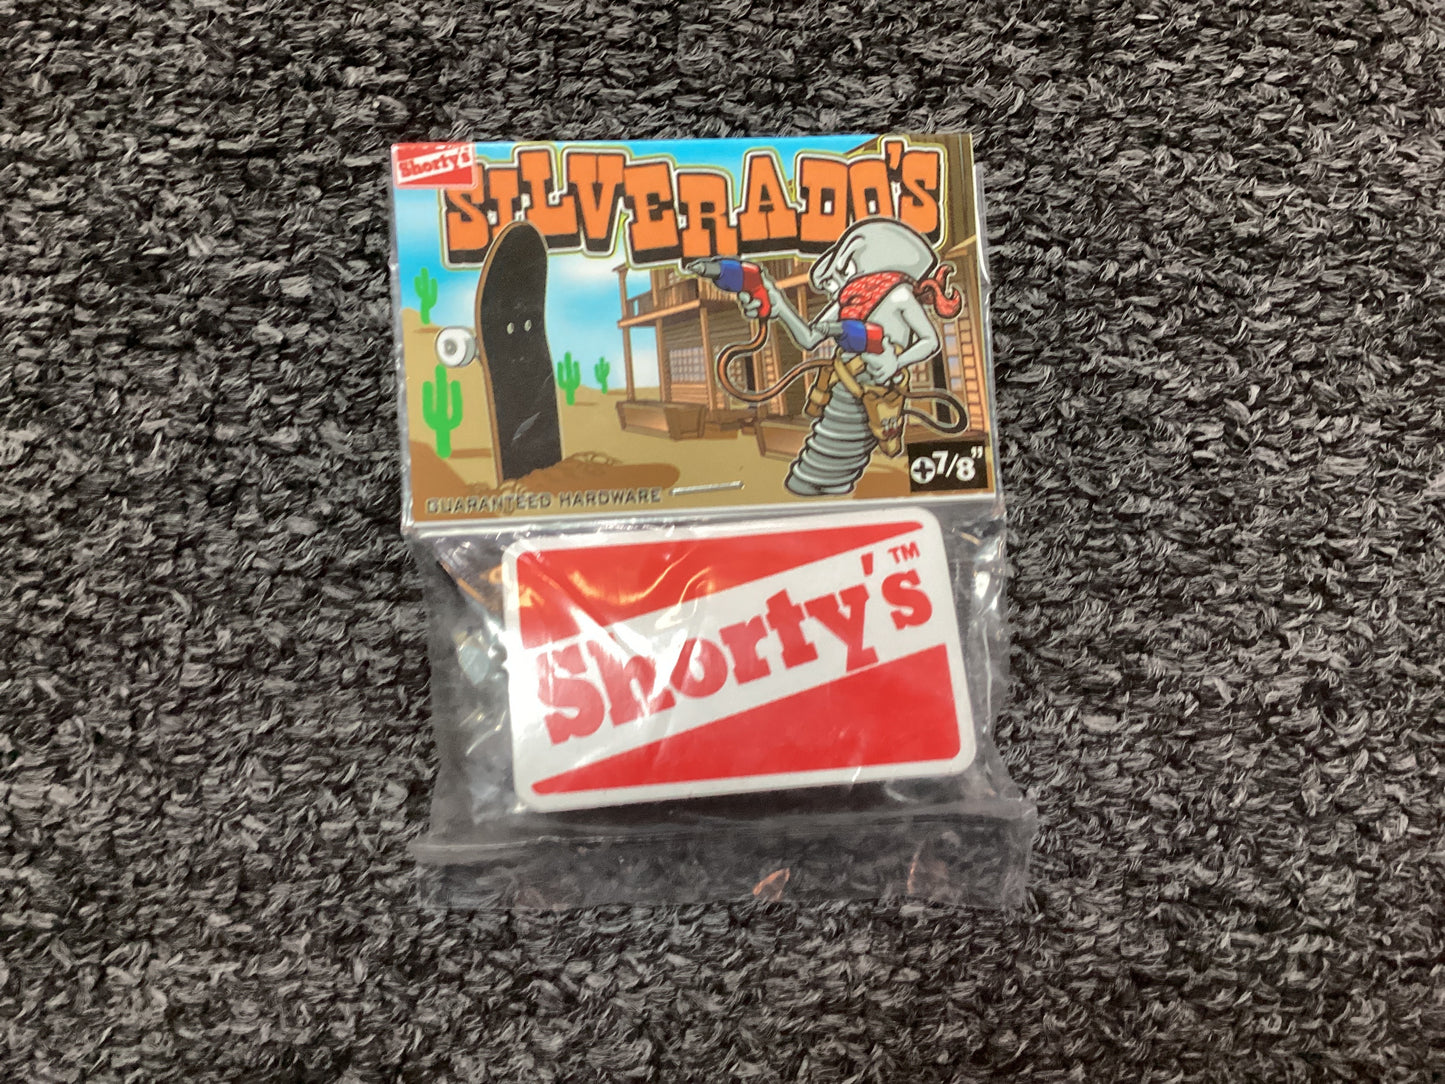 Shorty's
SILVERADO'S
7/8"
GUARANTEED HARDWARE
Shorty's™